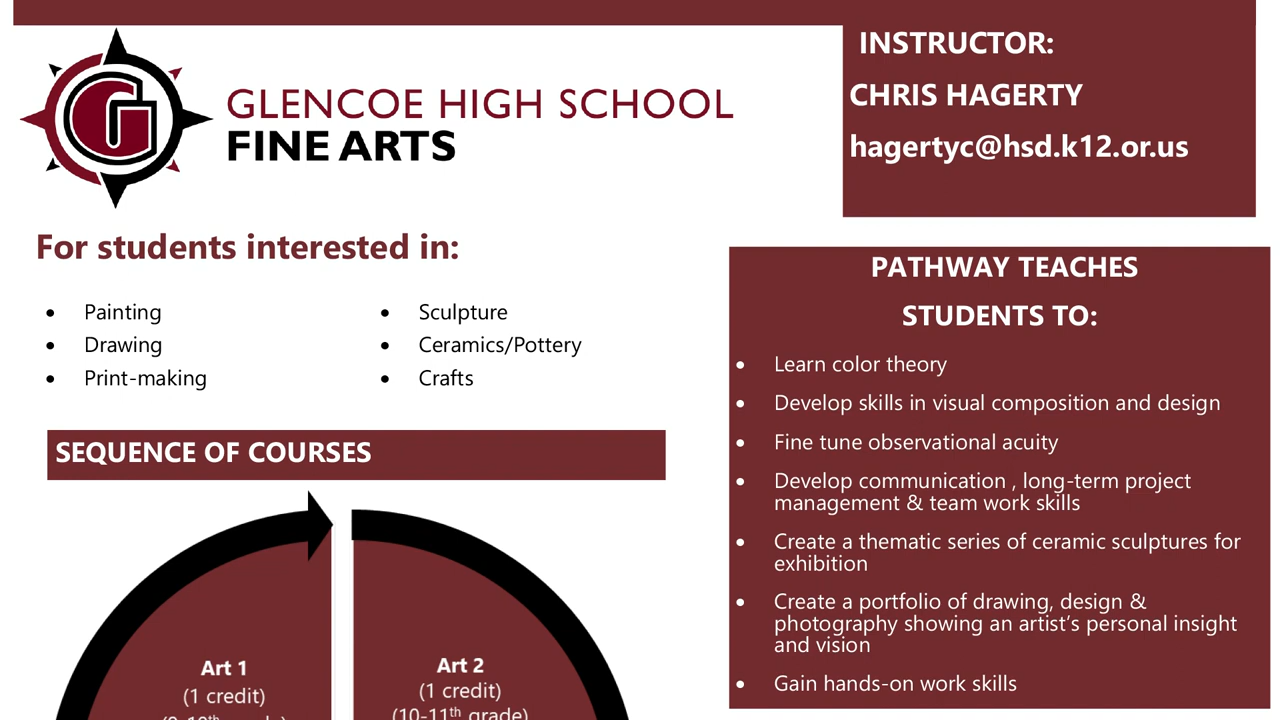 G
GLENCOE HIGH SCHOOL
FINE ARTS
INSTRUCTOR:
CHRIS HAGERTY
hagertyc@hsd.k12.or.us
For students interested in:
• Painting
• Drawing
• Print-making
• Sculpture
• Ceramics/Pottery
• Crafts
SEQUENCE OF COURSES
Art 1
(1 credit)
(9-10th grade)
Art 2
(1 credit)
(10-11th grade)
PATHWAY TEACHES
STUDENTS TO:
• Learn color theory
• Develop skills in visual composition and design
• Fine tune observational acuity
• Develop communication , long-term project
management & team work skills
• Create a thematic series of ceramic sculptures for
exhibition
• Create a portfolio of drawing, design &
photography showing an artist's personal insight
and vision
• Gain hands-on work skills